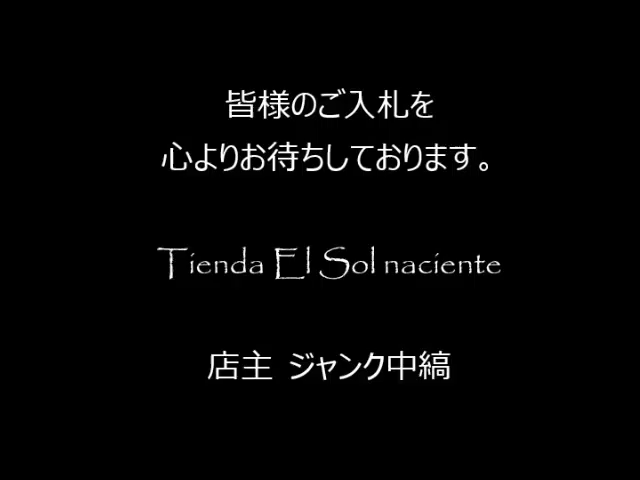 皆様のご入札を
心よりお待ちしております。
Tienda El Sol naciente
店主 ジャンク中縞